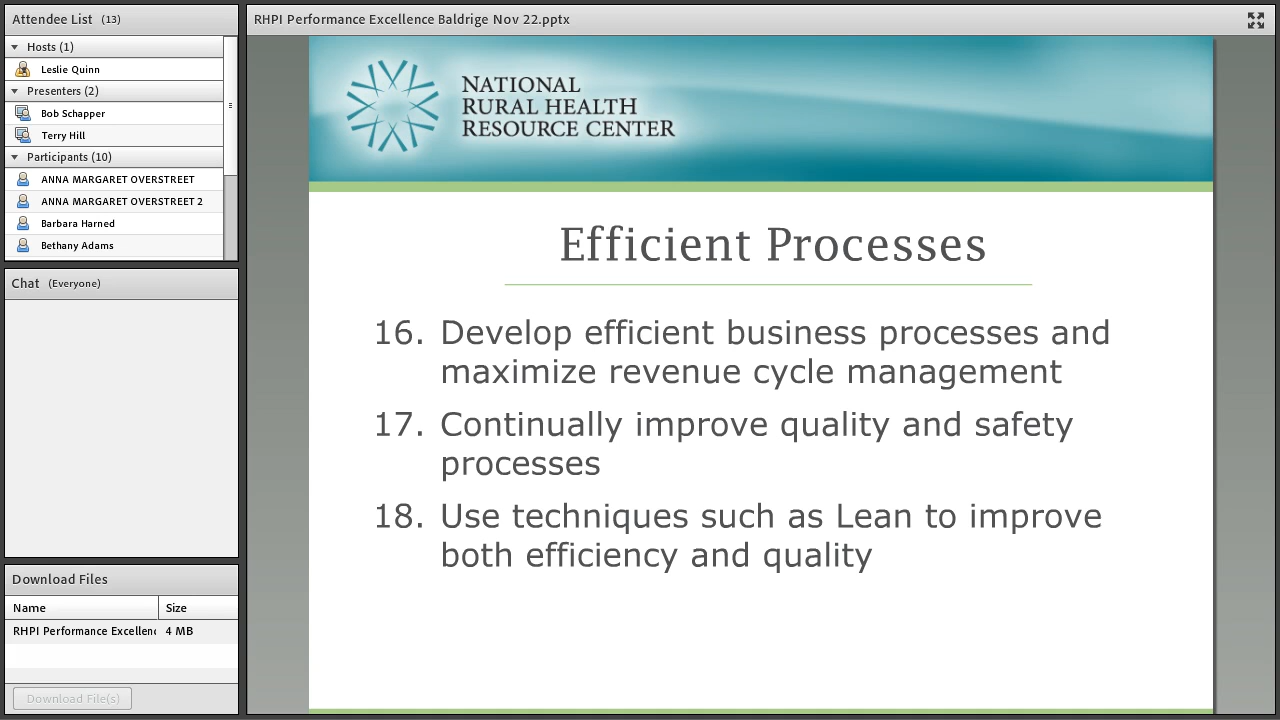 Attendee List (13)
Hosts (1)
Leslie Quinn
Presenters (2)
Bob Schapper
Terry Hill
Participants (10)
ANNA MARGARET OVERSTREET
ANNA MARGARET OVERSTREET 2
Barbara Harned
Bethany Adams
Chat (Everyone)
Download Files
Name Size
RHPI Performance Excellenc 4 MB
Download File(s)
RHPI Performance Excellence Baldrige Nov 22.pptx
NATIONAL
RURAL HEALTH
RESOURCE CENTER
Efficient Processes
16. Develop efficient business processes and
maximize revenue cycle management
17. Continually improve quality and safety
processes
18. Use techniques such as Lean to improve
both efficiency and quality